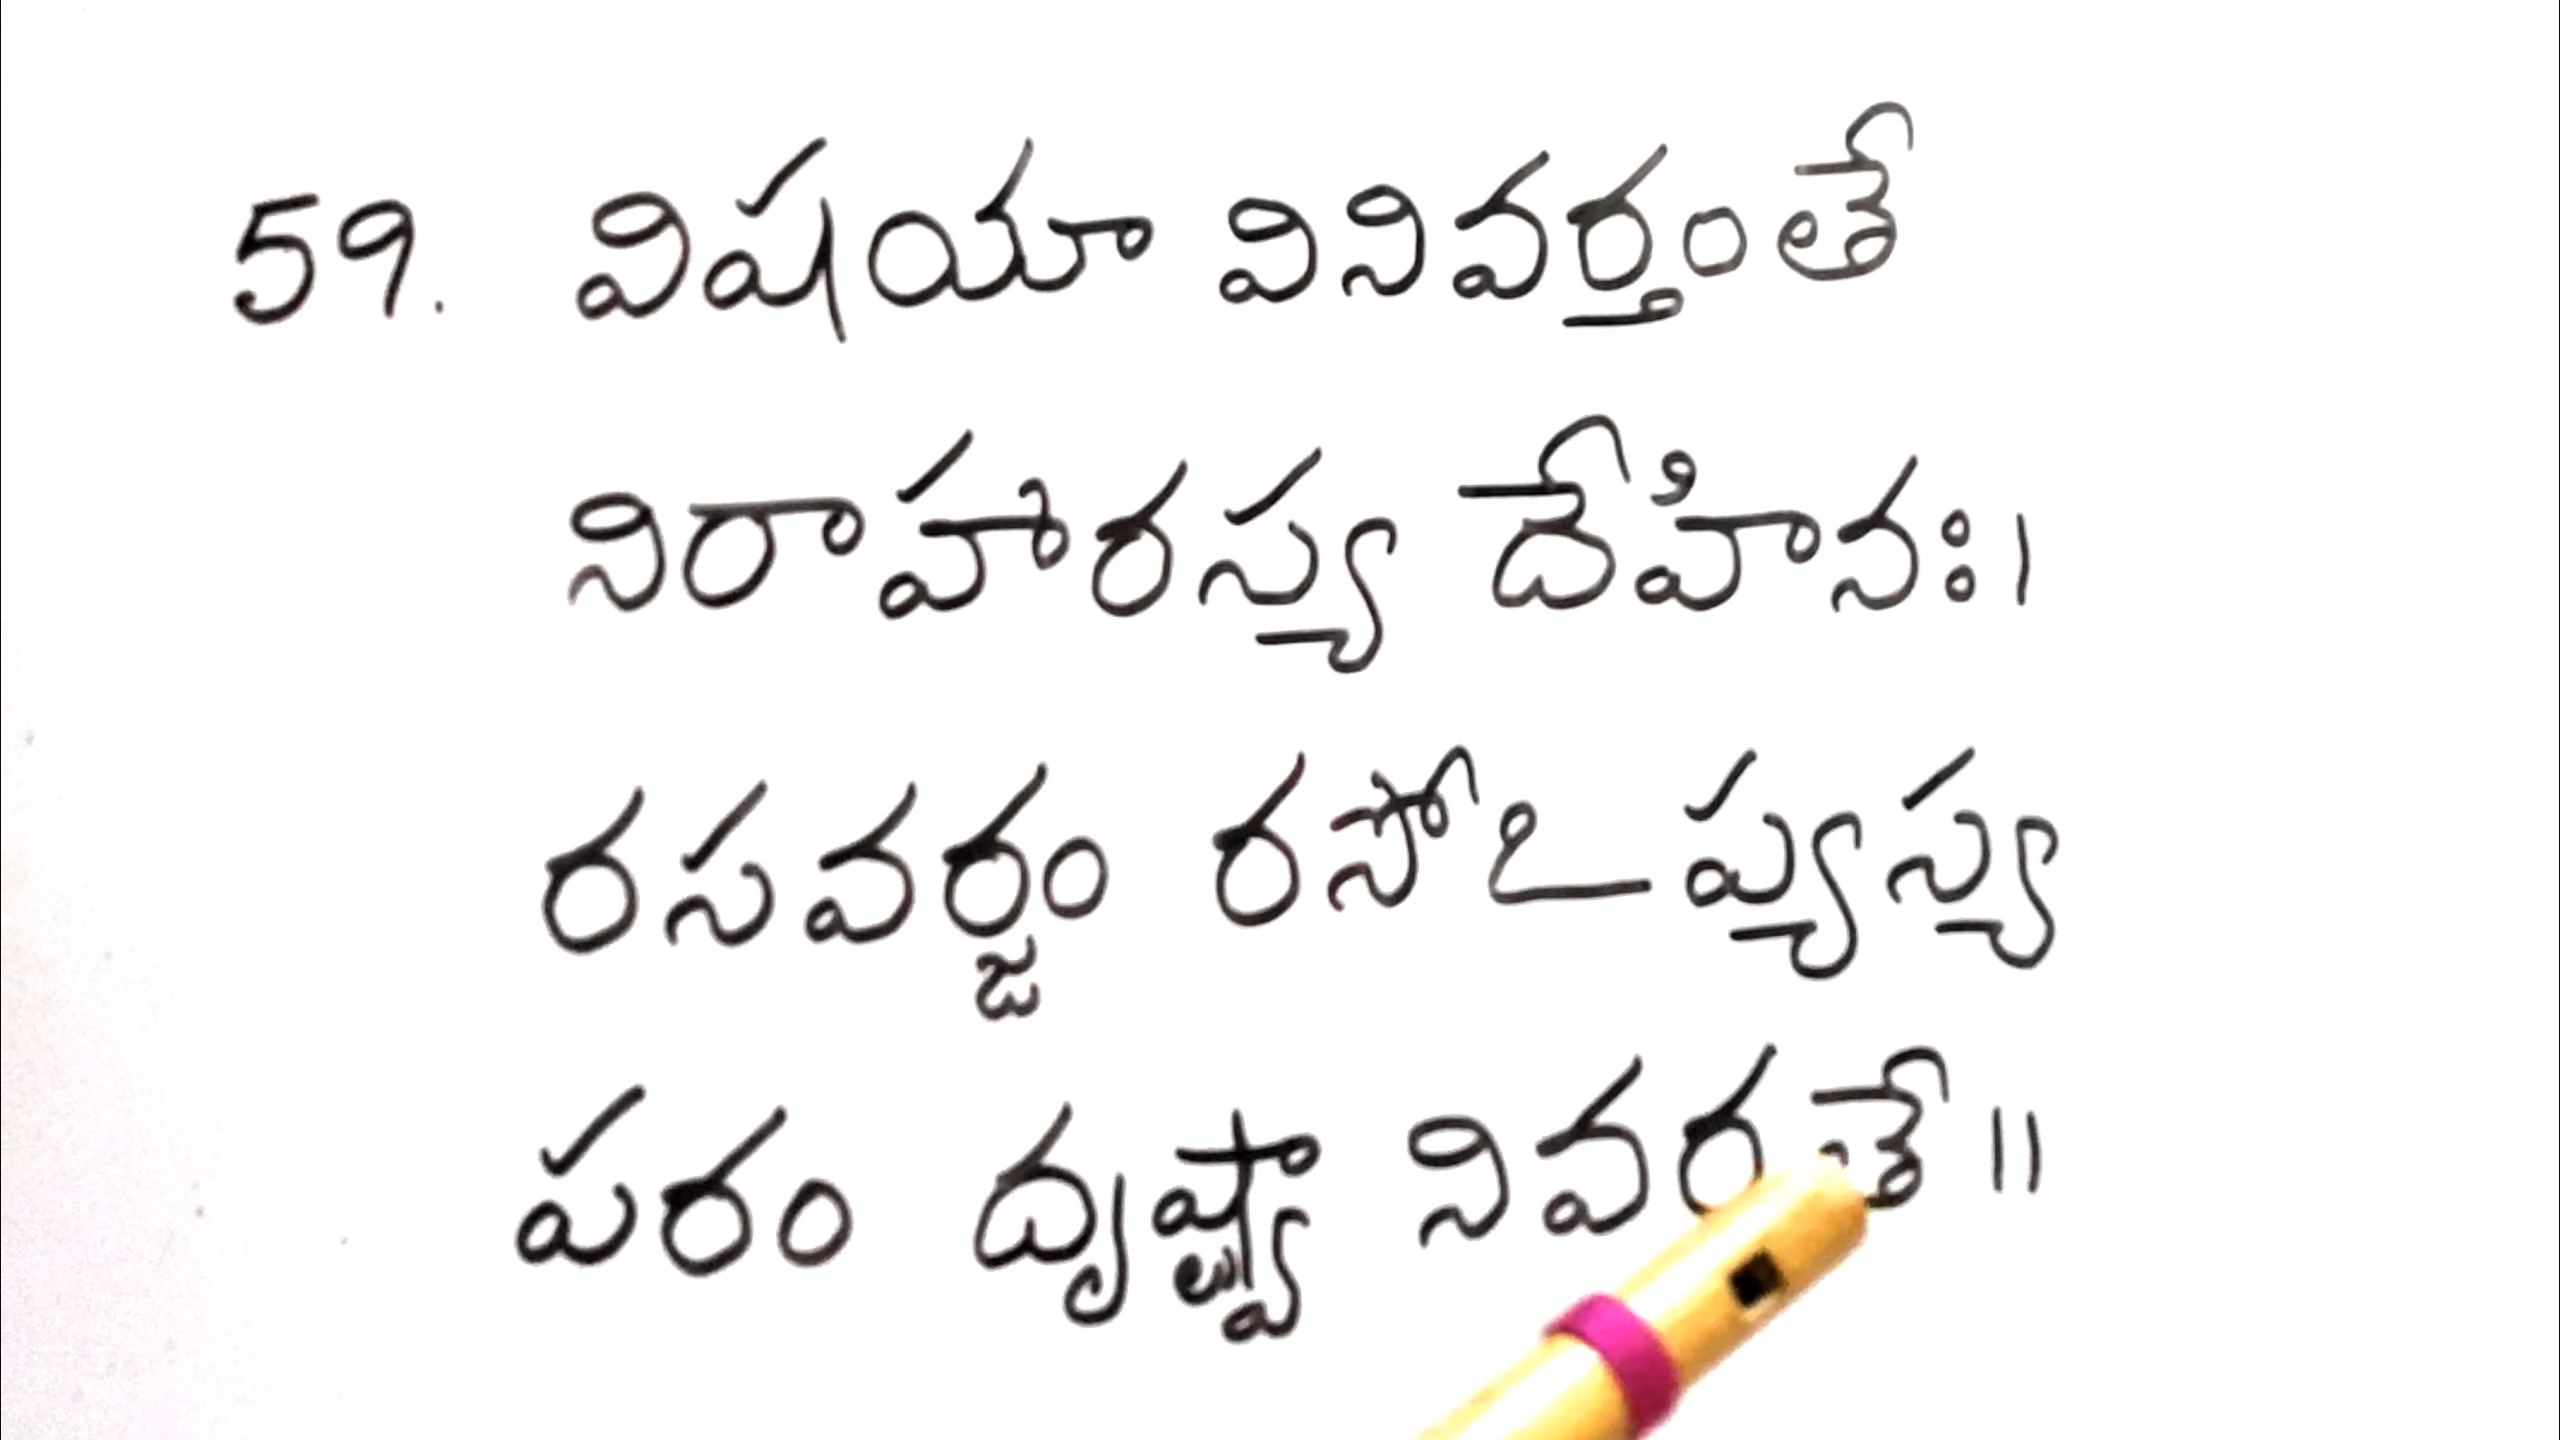 59. విషయా వినివర్తంతే
నిరాహారస్య దేహినః।
రసవర్జం రసోఽప్యస్య
పరం దృష్ట్వా నివర్తతే॥